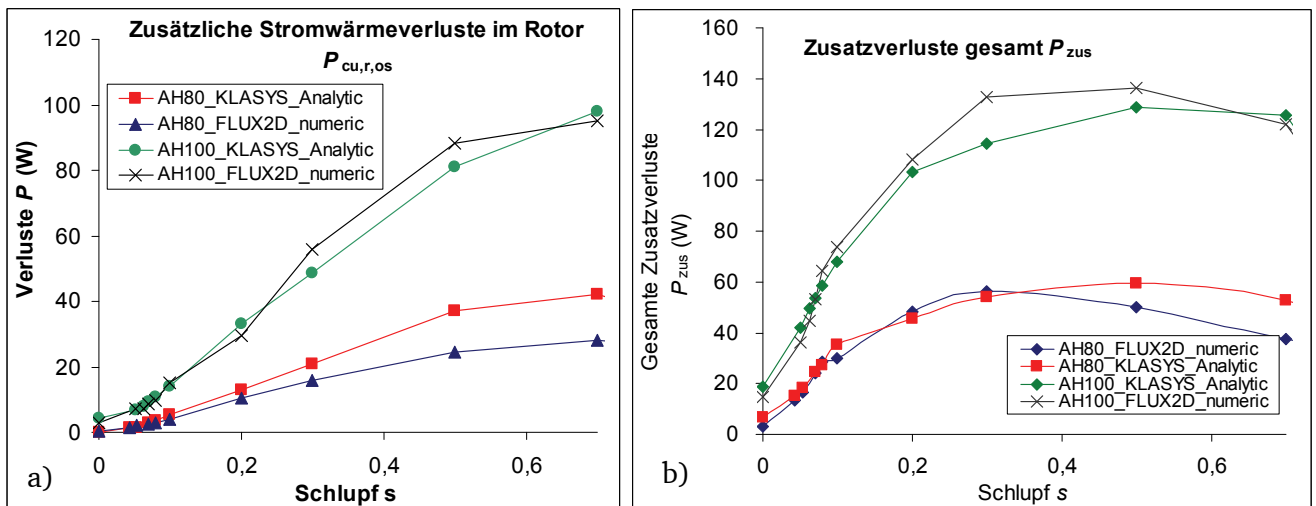 Zusätzliche Stromwärmeverluste im Rotor
P cu,r,os
AH80_KLASYS_Analytic
AH80_FLUX2D_numeric
AH100_KLASYS_Analytic
AH100_FLUX2D_numeric
Verluste P (W)
120
100
80
60
40
20
0
0
0,2
0,4
0,6
Schlupf s
a)
Zusatzverluste gesamt P zus
Gesamte Zusatzverluste
P zus (W)
160
140
120
100
80
60
40
20
0
AH80_FLUX2D_numeric
AH80_KLASYS_Analytic
AH100_KLASYS_Analytic
AH100_FLUX2D_numeric
0
0,2
0,4
0,6
Schlupf s
b)